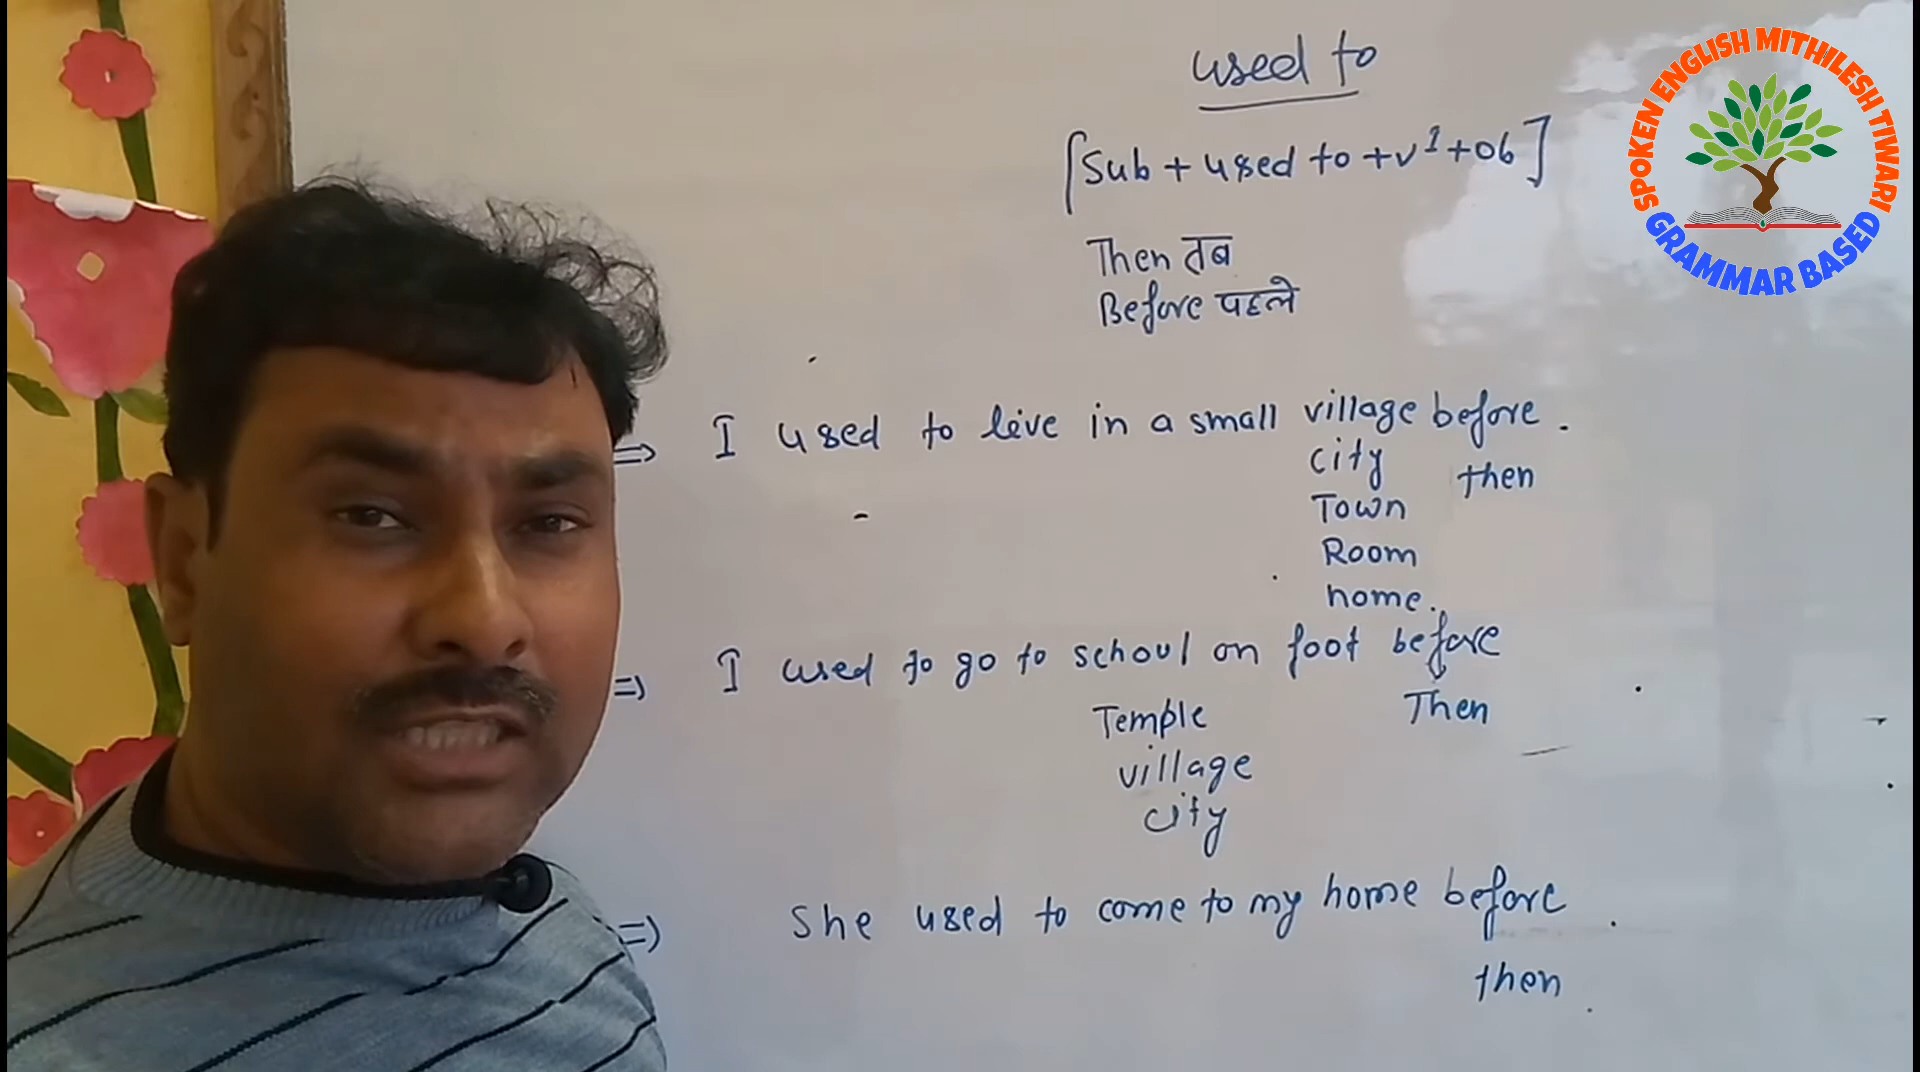 used to
[Sub + used to + v1 + ob]
Then तब
Before पहले
⇒ I used to live in a small village before.
city then
Town
Room
home.
⇒ I used to go to school on foot before
Temple Then
village
city
⇒ She used to come to my home before
then
SPOKEN ENGLISH MITHILESH TIWARI
GRAMMAR BASED